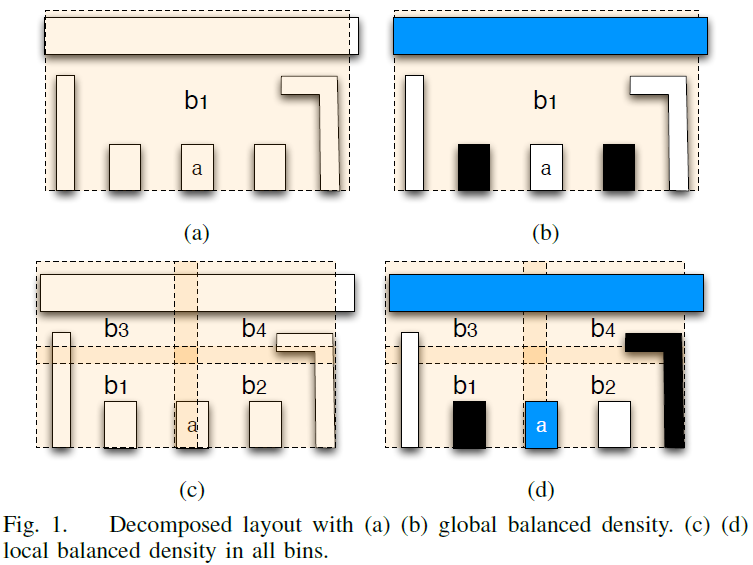 b1
a
b1
a
(a)
(b)
b3
b4
b3
b4
b1
b2
b1
b2
a
a
(c)
(d)
Fig. 1. Decomposed layout with (a) (b) global balanced density. (c) (d)
local balanced density in all bins.